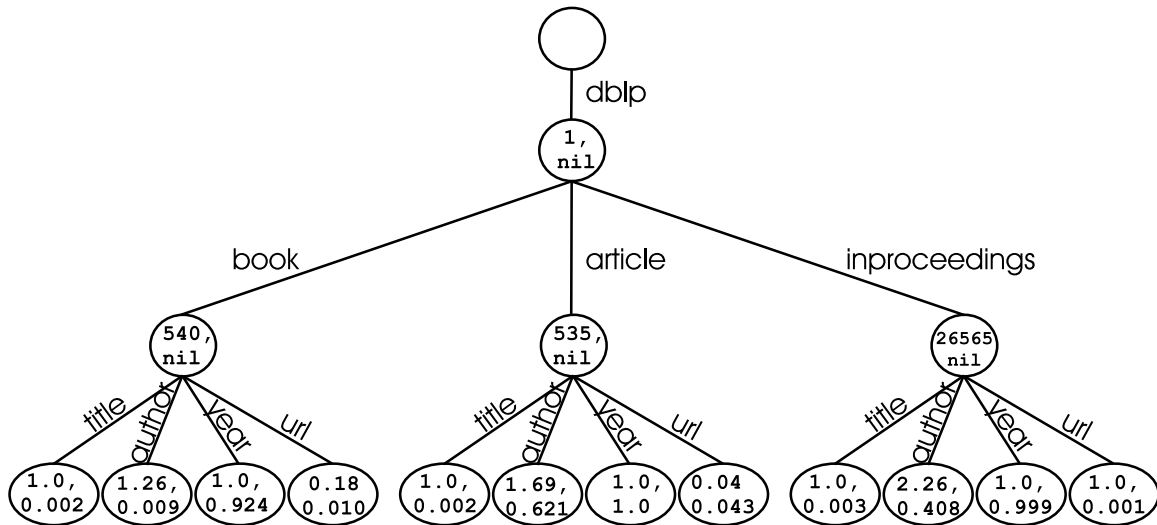 dblp
1,
nil
book
article
inproceedings
540,
nil
535,
nil
26565
nil
title
author
year
url
title
author
year
url
title
author
year
url
1.0,
0.002
1.26,
0.009
1.0,
0.924
0.18
0.010
1.0,
0.002
1.69,
0.621
1.0,
1.0
0.04
0.043
1.0,
0.003
2.26,
0.408
1.0,
0.999
1.0,
0.001